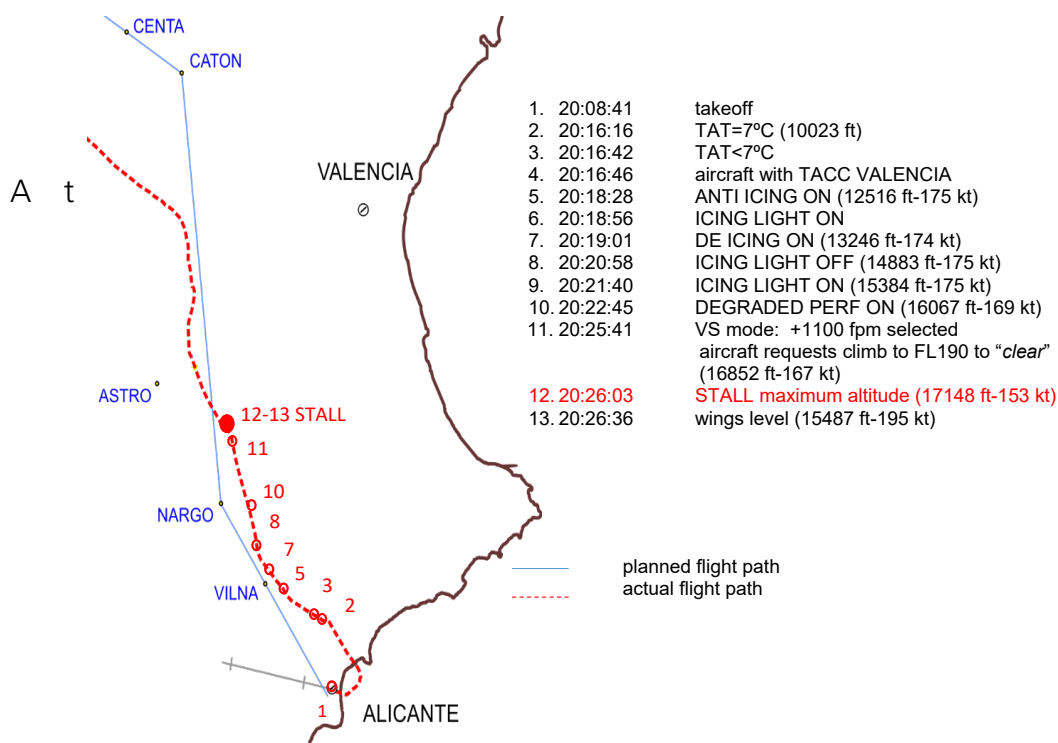 CENTA
CATON
VALENCIA
A t
1. 20:08:41 takeoff
2. 20:16:16 TAT=7ºC (10023 ft)
3. 20:16:42 TAT<7ºC
4. 20:16:46 aircraft with TACC VALENCIA
5. 20:18:28 ANTI ICING ON (12516 ft-175 kt)
6. 20:18:56 ICING LIGHT ON
7. 20:19:01 DE ICING ON (13246 ft-174 kt)
8. 20:20:58 ICING LIGHT OFF (14883 ft-175 kt)
9. 20:21:40 ICING LIGHT ON (15384 ft-175 kt)
10. 20:22:45 DEGRADED PERF ON (16067 ft-169 kt)
11. 20:25:41 VS mode: +1100 fpm selected
aircraft requests climb to FL190 to “clear”
(16852 ft-167 kt)
12. 20:26:03 STALL maximum altitude (17148 ft-153 kt)
13. 20:26:36 wings level (15487 ft-195 kt)
ASTRO
12-13 STALL
11
10
NARGO
8
7
5
3
VILNA
2
planned flight path
actual flight path
1
ALICANTE